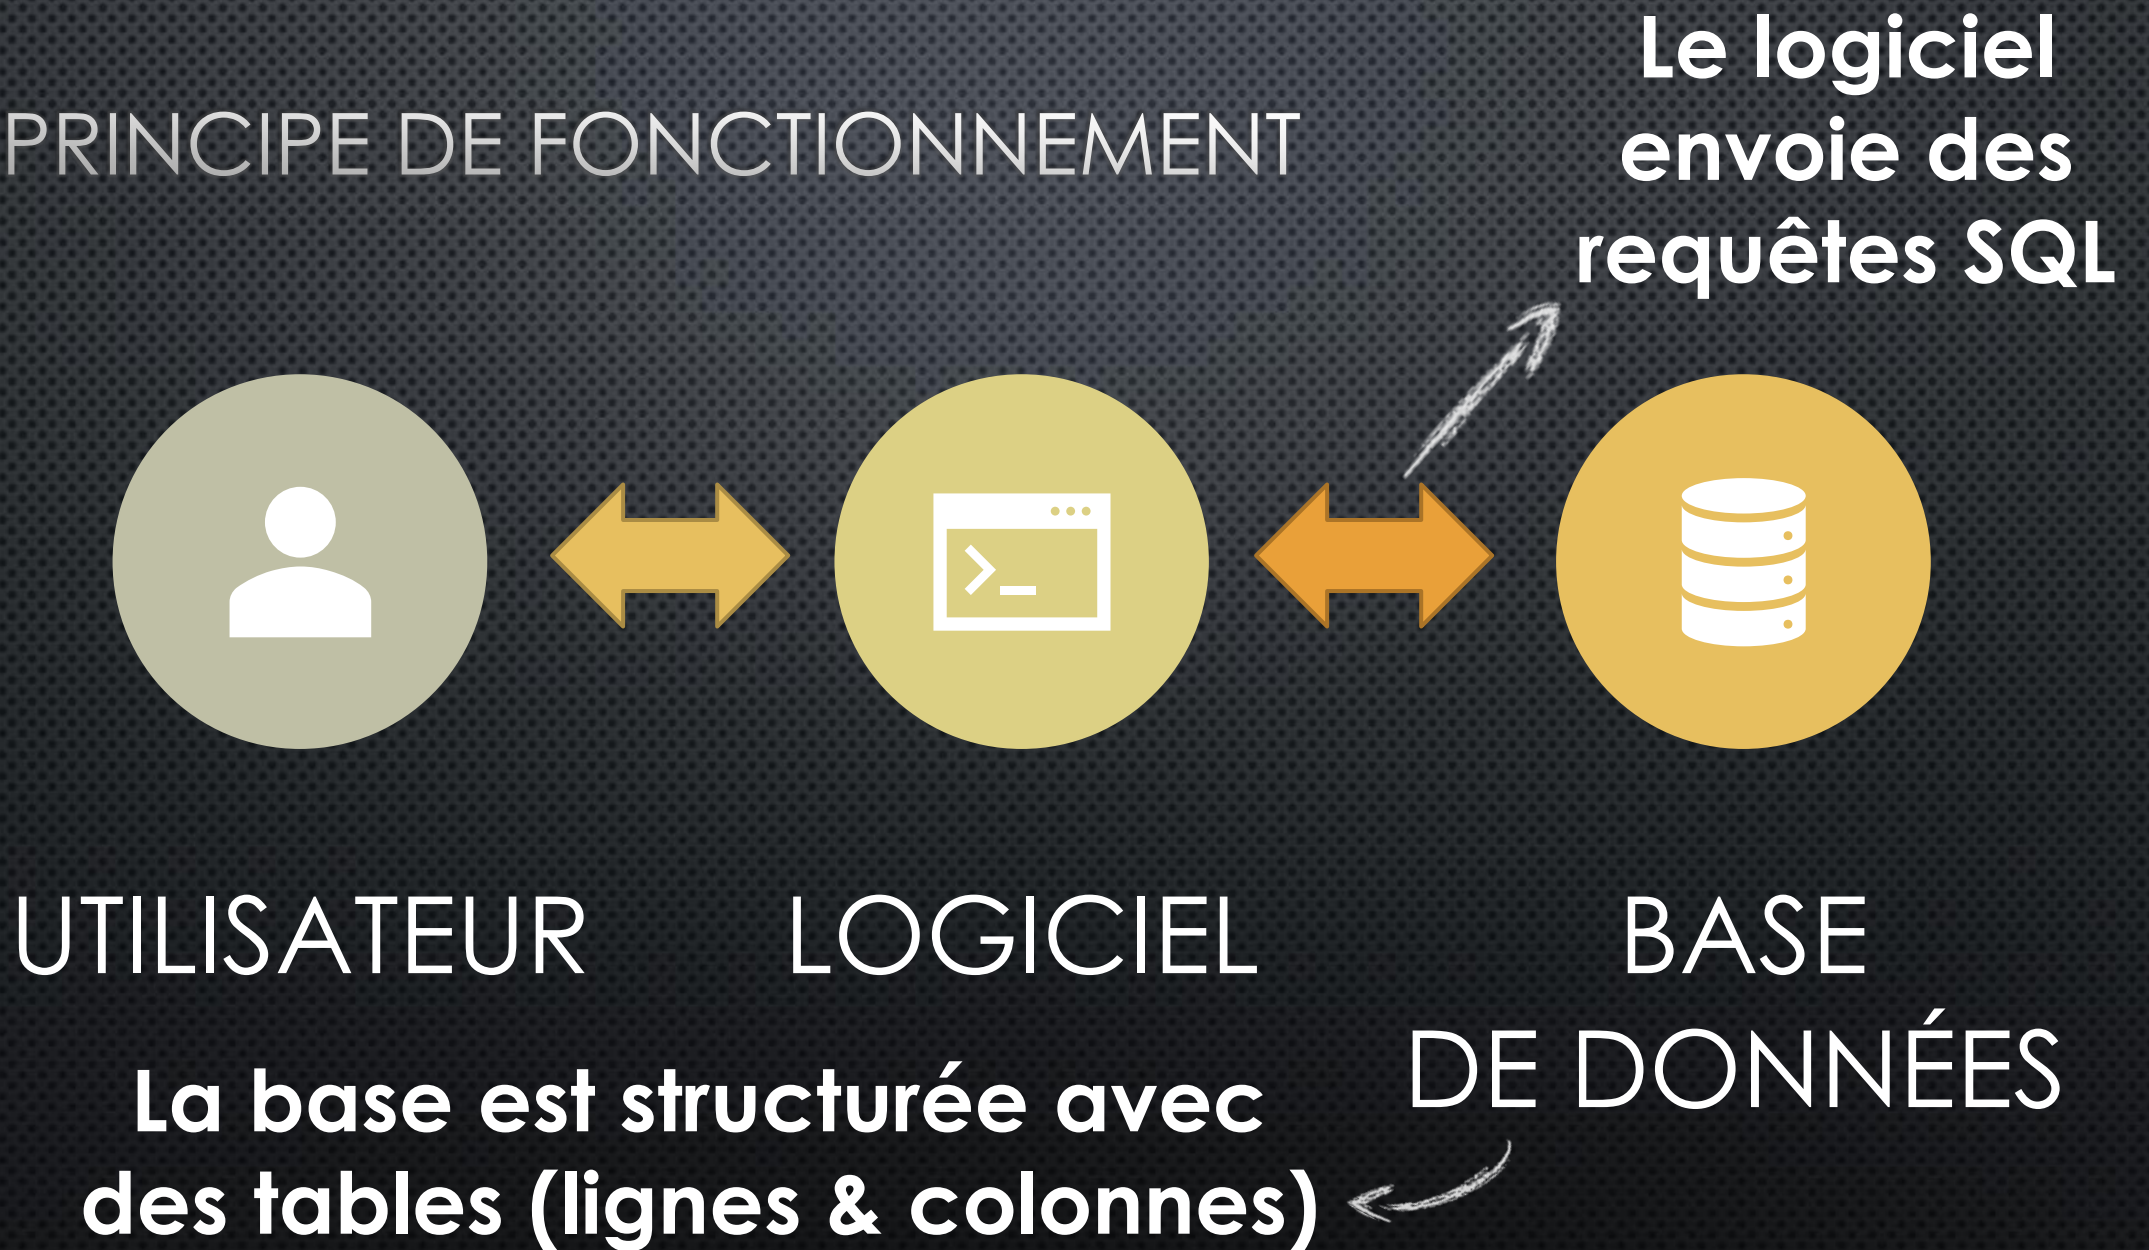 PRINCIPE DE FONCTIONNEMENT
Le logiciel
envoie des
requêtes SQL
UTILISATEUR
LOGICIEL
BASE
DE DONNÉES
La base est structurée avec
des tables (lignes & colonnes)